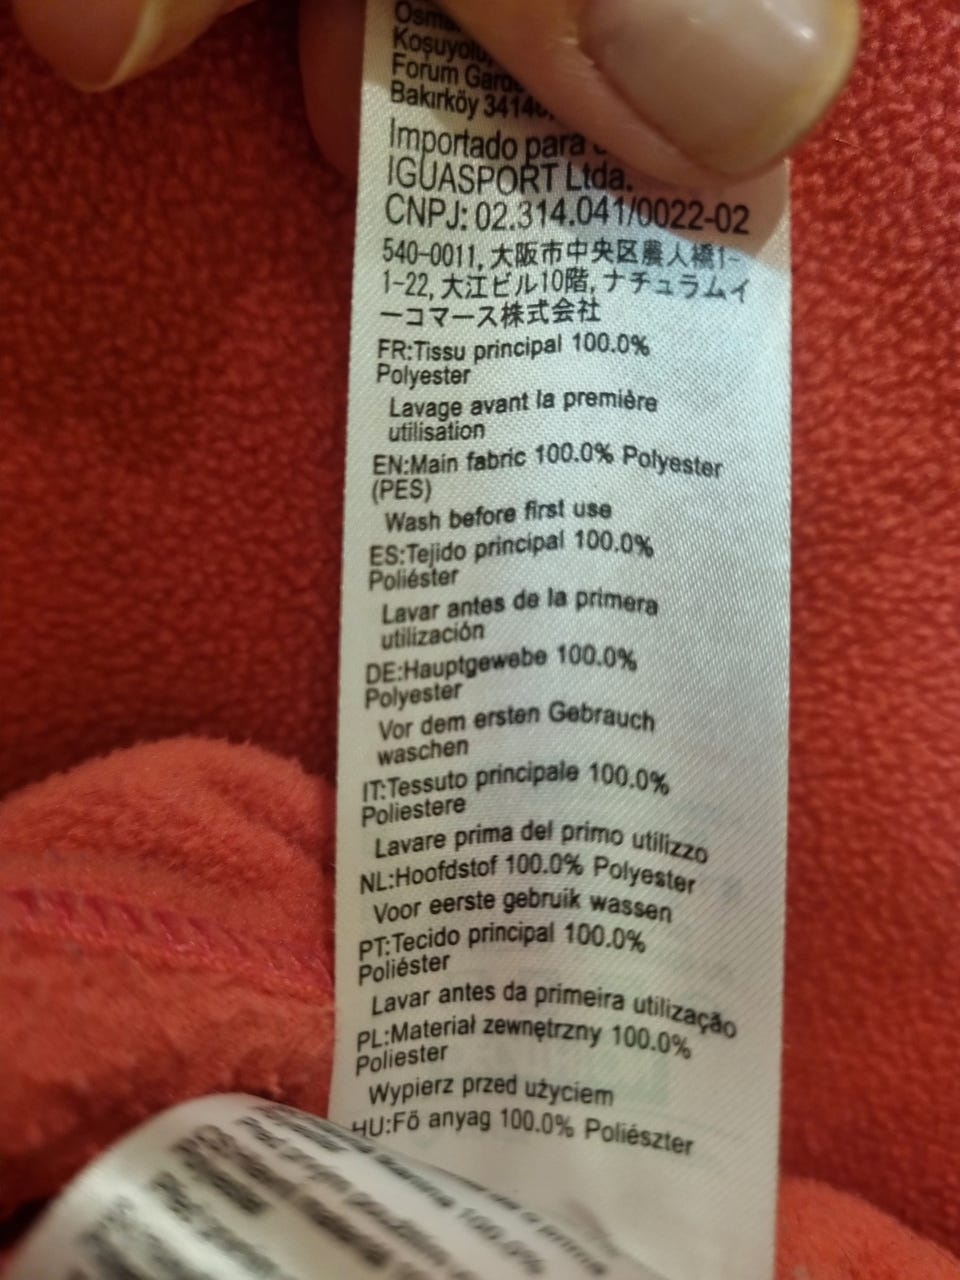 Koşuyolu
Forum
Bakırköy
Importado para
IGUASPORT Ltda.
CNPJ: 02.314.041/0022-02
540-0011, 大阪市中央区農人橋1-
1-22, 大江ビル10階, ナチュラムイ
ーコマース株式会社
FR:Tissu principal 100.0%
Polyester
Lavage avant la première
utilisation
EN:Main fabric 100.0% Polyester
(PES)
Wash before first use
ES:Tejido principal 100.0%
Poliéster
Lavar antes de la primera
utilización
DE:Hauptgewebe 100.0%
Polyester
Vor dem ersten Gebrauch
waschen
IT:Tessuto principale 100.0%
Poliestere
Lavare prima del primo utilizzo
NL:Hoofdstof 100.0% Polyester
Voor eerste gebruik wassen
PT:Tecido principal 100.0%
Poliéster
Lavar antes da primeira utilização
PL:Materiał zewnętrzny 100.0%
Poliester
Wypierz przed użyciem
HU:Fő anyag 100.0% Poliészter